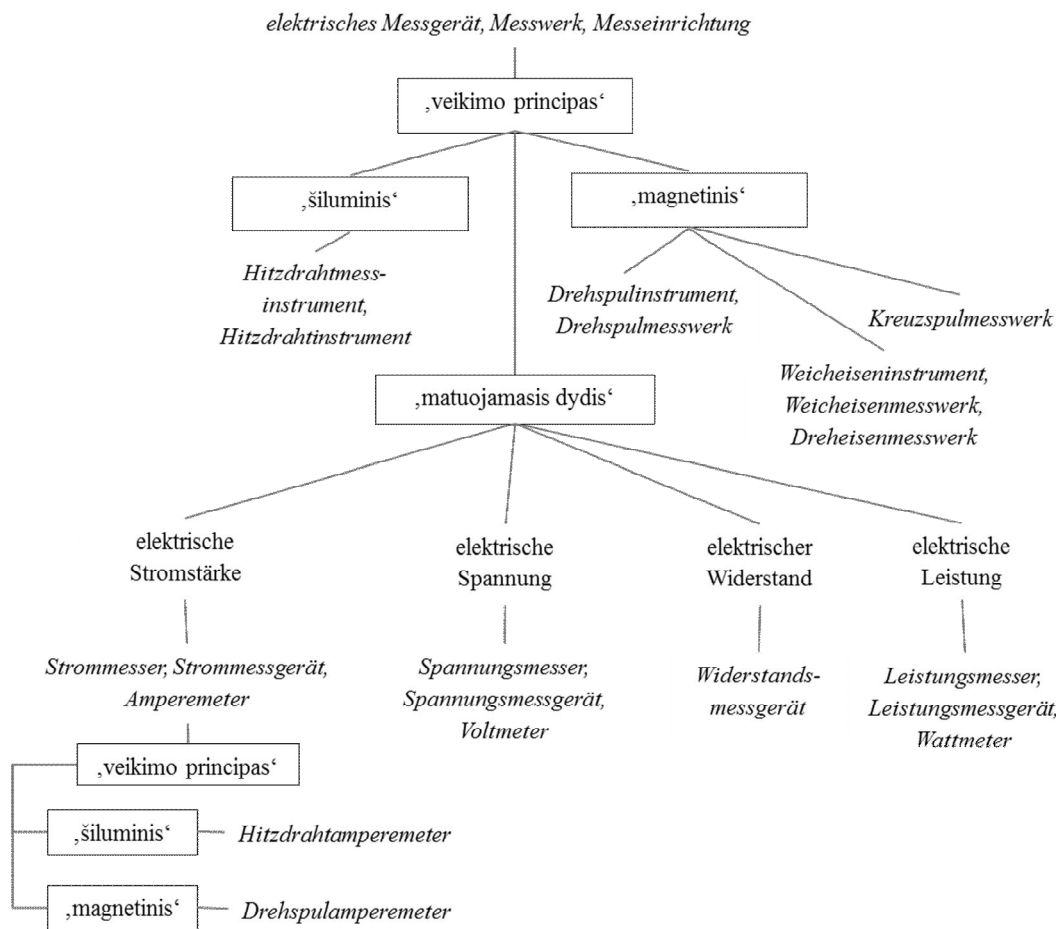 elektrisches Messgerät, Messwerk, Messeinrichtung
‚veikimo principas‘
‚šiluminis‘
‚magnetinis‘
Hitzdrahtmess-
instrument,
Hitzdrahtinstrument
Drehspulinstrument,
Drehspulmesswerk
Kreuzspulmesswerk
Weicheiseninstrument,
Weicheisenmesswerk,
Dreheisenmesswerk
‚matuojamasis dydis‘
elektrische
Stromstärke
elektrische
Spannung
elektrischer
Widerstand
elektrische
Leistung
Strommesser, Strommessgerät,
Amperemeter
Spannungsmesser,
Spannungsmessgerät,
Voltmeter
Widerstands-
messgerät
Leistungsmesser,
Leistungsmessgerät,
Wattmeter
‚veikimo principas‘
‚šiluminis‘
Hitzdrahtamperemeter
‚magnetinis‘
Drehspulamperemeter